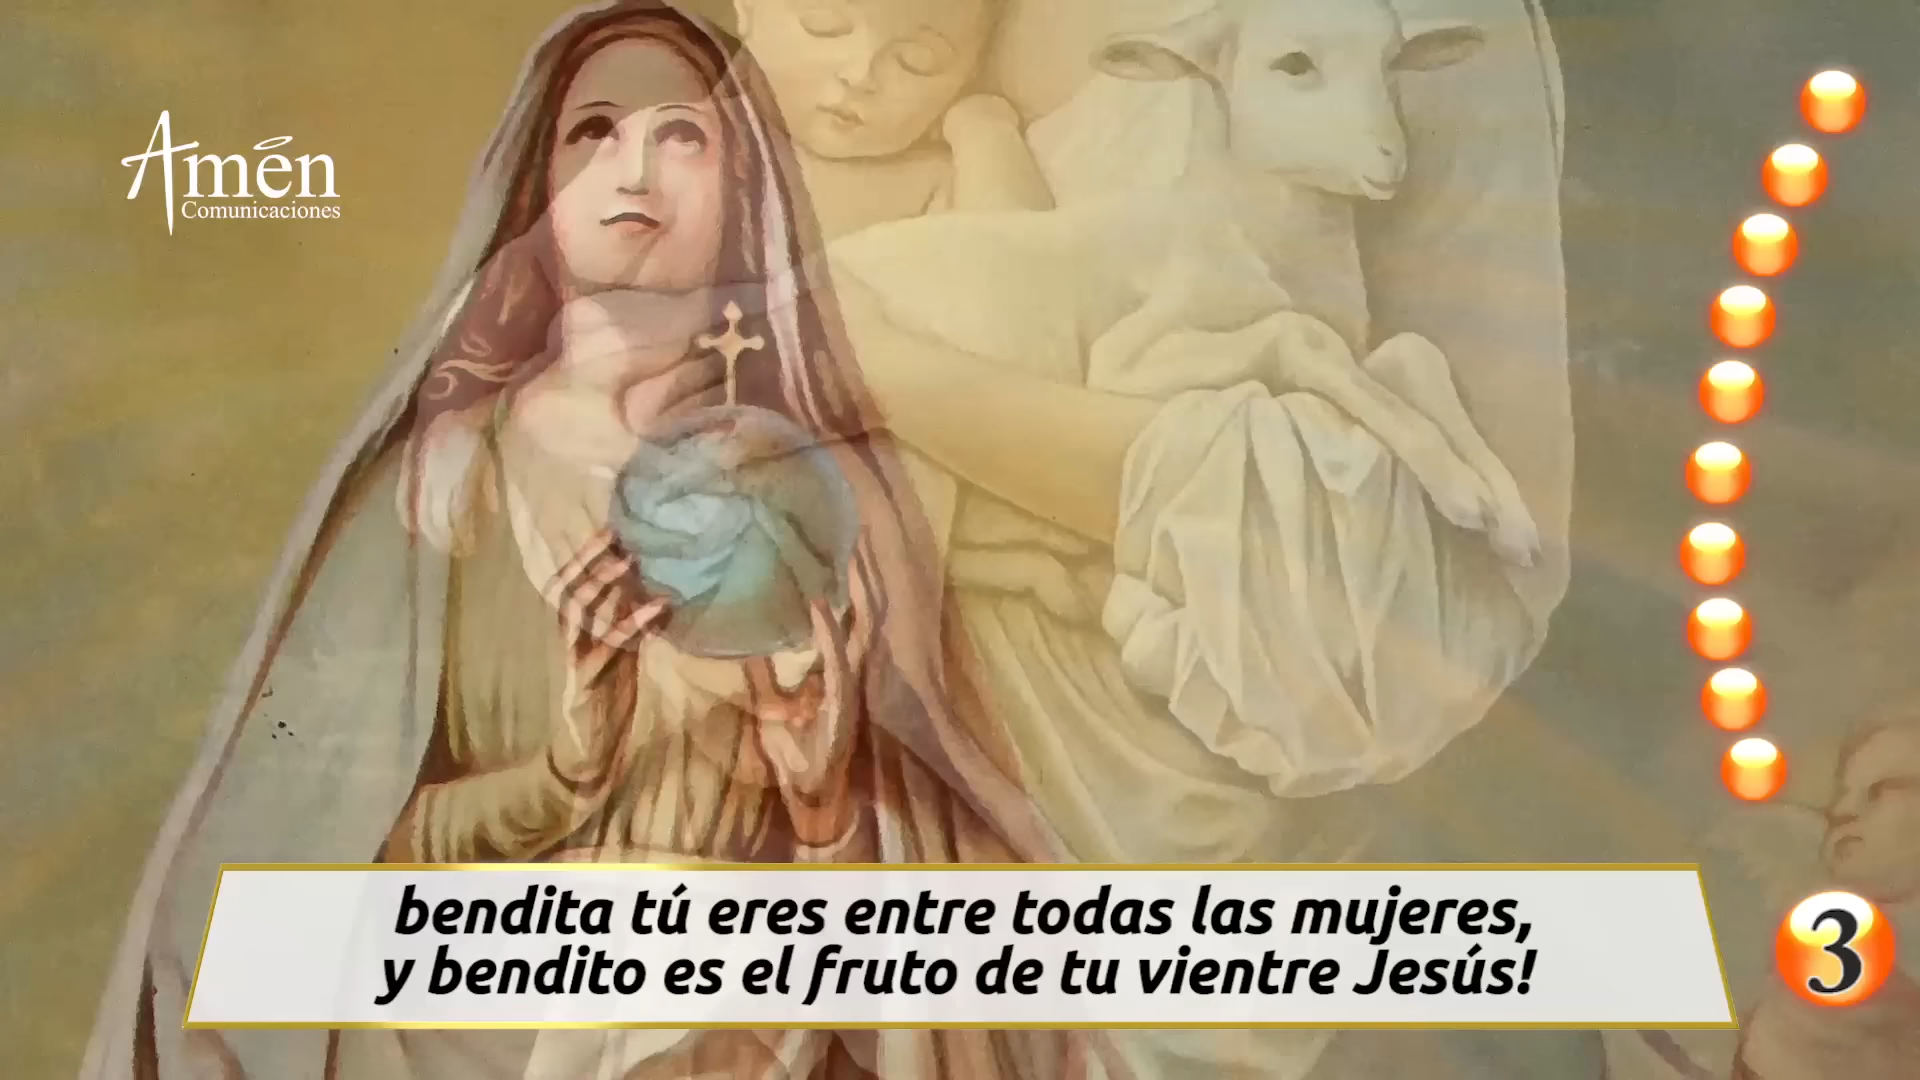 Amén
Comunicaciones
bendita tú eres entre todas las mujeres,
y bendito es el fruto de tu vientre Jesús!
3